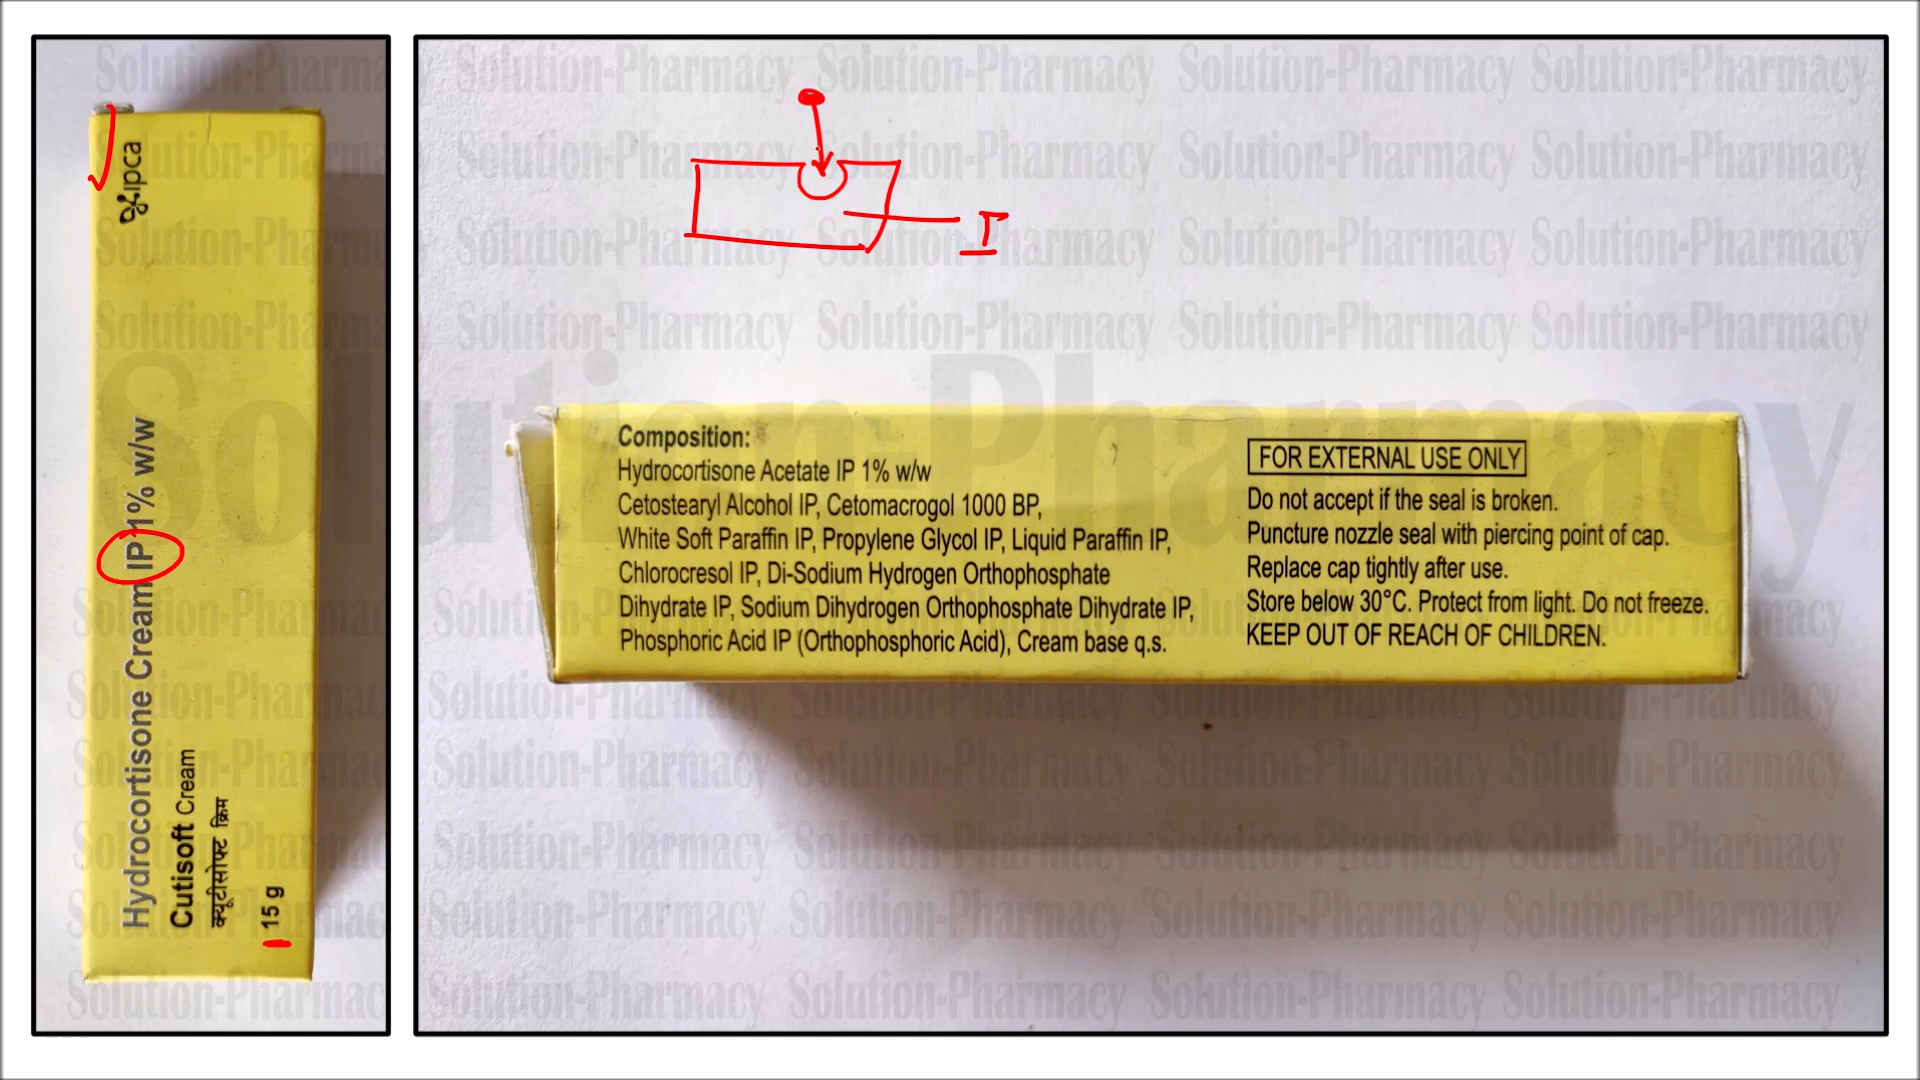 ipca
Hydrocortisone Cream IP 1% w/w
Cutisoft Cream
क्यूटीसोफ्ट क्रिम
15 g
I
Composition:
Hydrocortisone Acetate IP 1% w/w
Cetostearyl Alcohol IP, Cetomacrogol 1000 BP,
White Soft Paraffin IP, Propylene Glycol IP, Liquid Paraffin IP,
Chlorocresol IP, Di-Sodium Hydrogen Orthophosphate
Dihydrate IP, Sodium Dihydrogen Orthophosphate Dihydrate IP,
Phosphoric Acid IP (Orthophosphoric Acid), Cream base q.s.
FOR EXTERNAL USE ONLY
Do not accept if the seal is broken.
Puncture nozzle seal with piercing point of cap.
Replace cap tightly after use.
Store below 30°C. Protect from light. Do not freeze.
KEEP OUT OF REACH OF CHILDREN.
Solution-Pharmacy